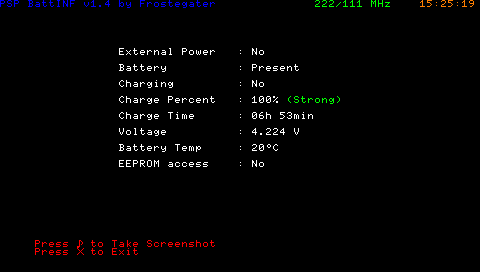 PSP BattINF v1.4 by Frostegater 222/111 MHz 15:25:19
External Power : No
Battery : Present
Charging : No
Charge Percent : 100% (Strong)
Charge Time : 06h 53min
Voltage : 4.224 V
Battery Temp : 20ºC
EEPROM access : No
Press ♪ to Take Screenshot
Press X to Exit